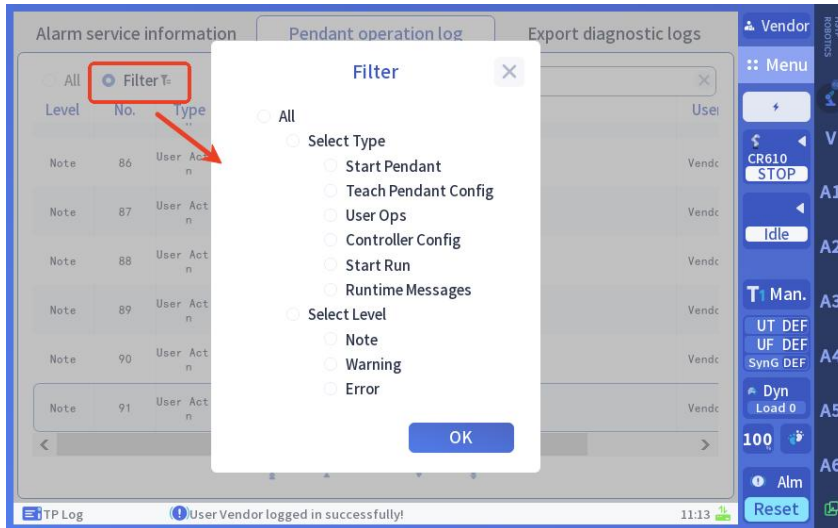 Alarm service information
Pendant operation log
Export diagnostic logs
All
Filter
Level No. Type User
Note 86 User Act n Vendo
Note 87 User Act n Vendo
Note 88 User Act n Vendo
Note 89 User Act n Vendo
Note 90 User Act n Vendo
Note 91 User Act n Vendo
Filter
All
Select Type
Start Pendant
Teach Pendant Config
User Ops
Controller Config
Start Run
Runtime Messages
Select Level
Note
Warning
Error
OK
TP Log
User Vendor logged in successfully!
11:13
Vendor
Menu
CR610
STOP
Idle
T1 Man.
UT DEF
UF DEF
SynG DEF
Dyn
Load 0
100
Alm
Reset
ROBOTICS
V
A1
A2
A3
A4
A5
A6